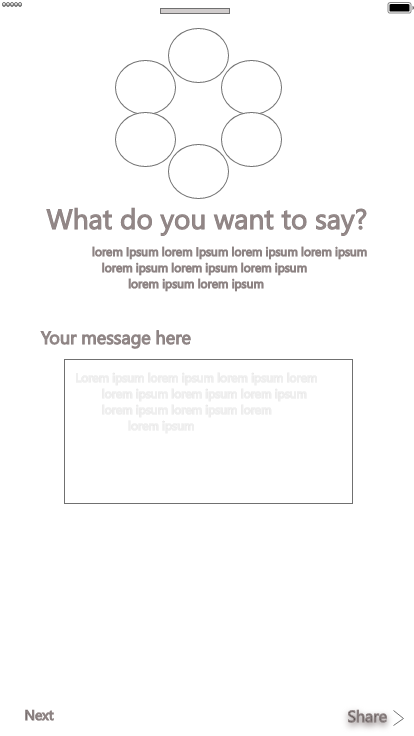 What do you want to say?
lorem Ipsum lorem Ipsum lorem ipsum lorem ipsum
lorem ipsum lorem ipsum lorem ipsum
lorem ipsum lorem ipsum
Your message here
Lorem ipsum lorem ipsum lorem ipsum lorem
lorem ipsum lorem ipsum lorem ipsum
lorem ipsum lorem ipsum lorem
lorem ipsum
Next
Share